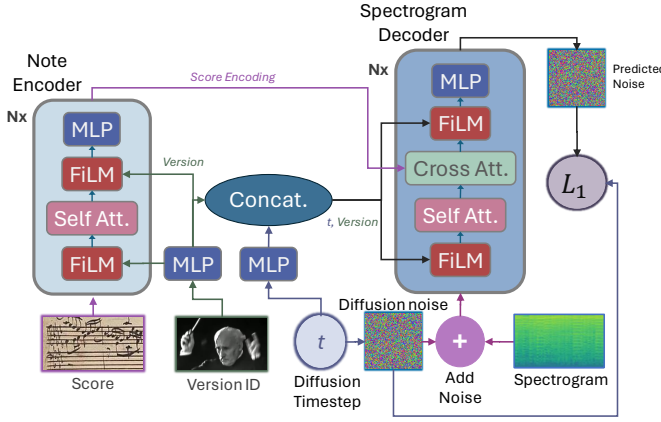 Spectrogram
Decoder
Note
Encoder
Nx
Nx
Score Encoding
MLP
MLP
FiLM
FiLM
Version
Cross Att.
Self Att.
Concat.
t, Version
Self Att.
FiLM
MLP
MLP
FiLM
Predicted
Noise
L1
Diffusion noise
t
+
Score
Version ID
Diffusion
Timestep
Add
Noise
Spectrogram